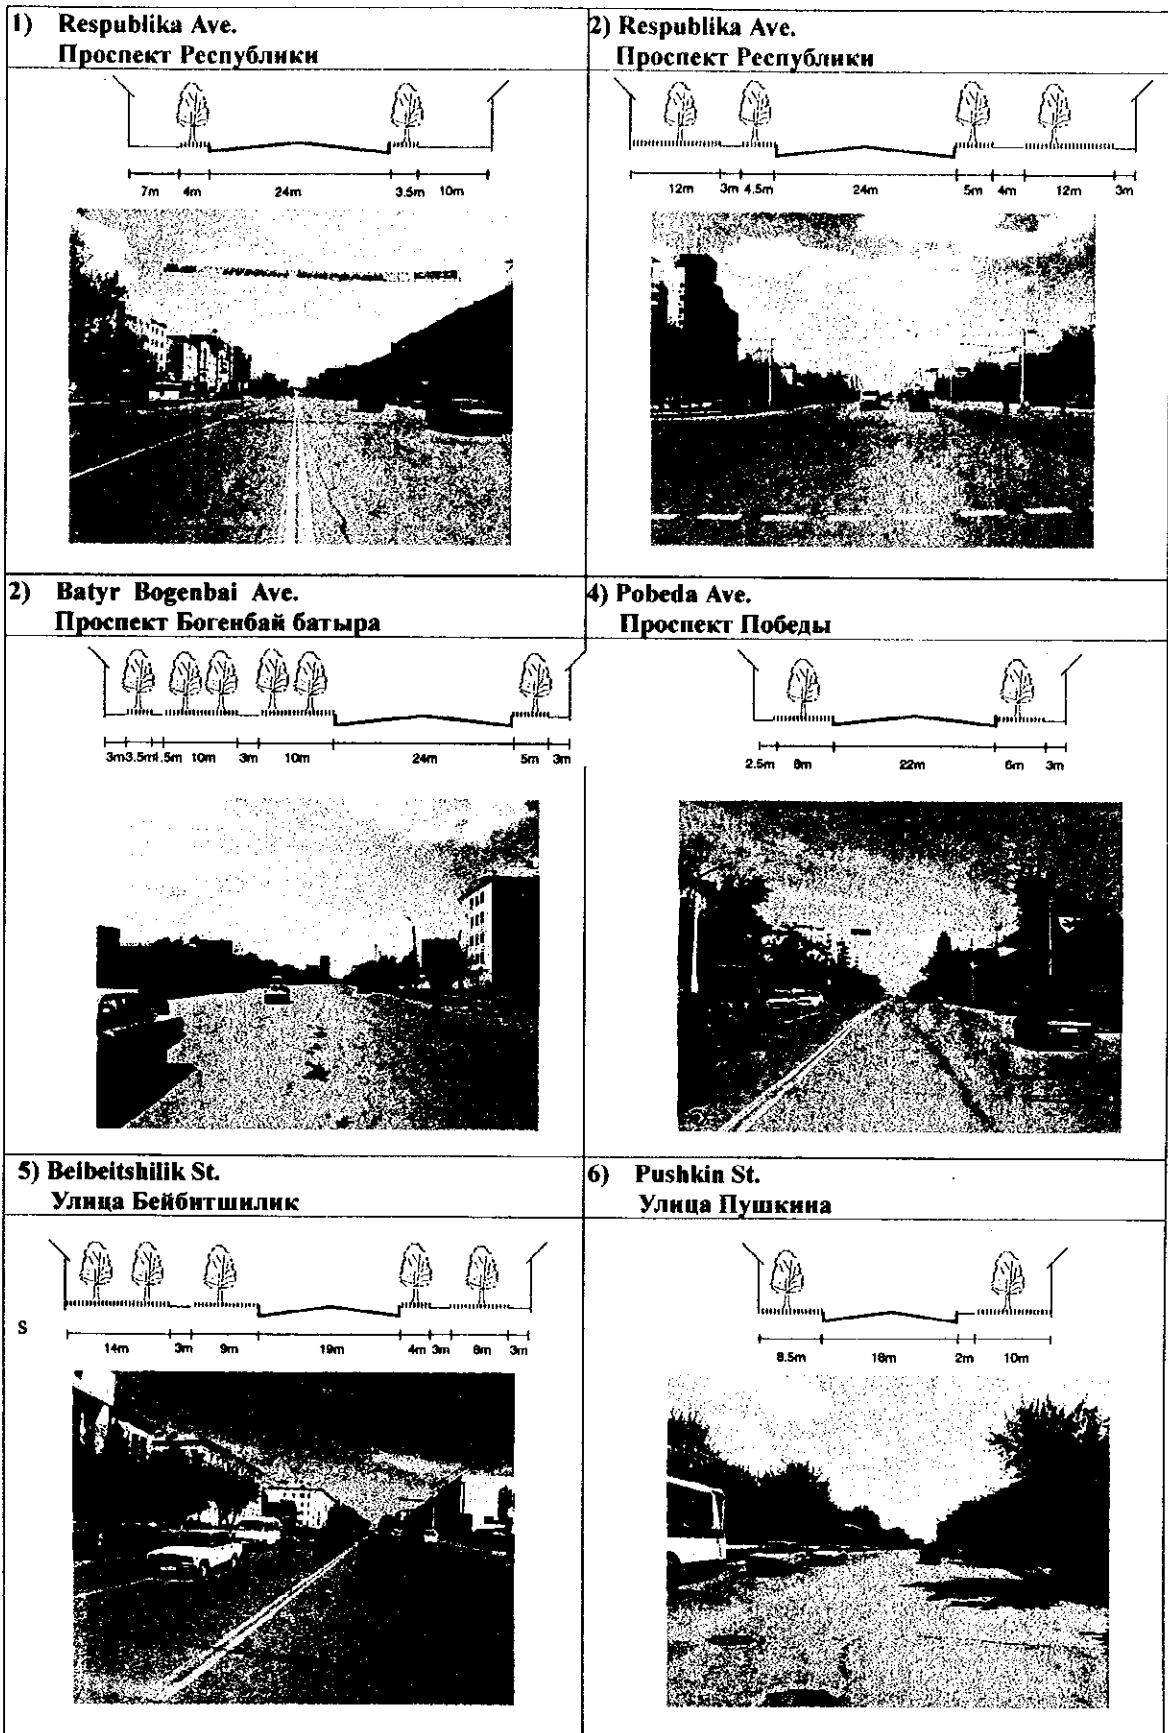 1) Respublika Ave.
Проспект Республики
7m 4m 24m 3.5m 10m
2) Respublika Ave.
Проспект Республики
12m 3m 4.5m 24m 5m 4m 12m 3m
2) Batyr Bogenbai Ave.
Проспект Богенбай батыра
3m 3.5m 1.5m 10m 3m 10m 24m 5m 3m
4) Pobeda Ave.
Проспект Победы
2.5m 8m 22m 6m 3m
5) Beibeitshilik St.
Улица Бейбитшилик
S
14m 3m 9m 19m 4m 3m 8m 3m
6) Pushkin St.
Улица Пушкина
8.5m 18m 2m 10m